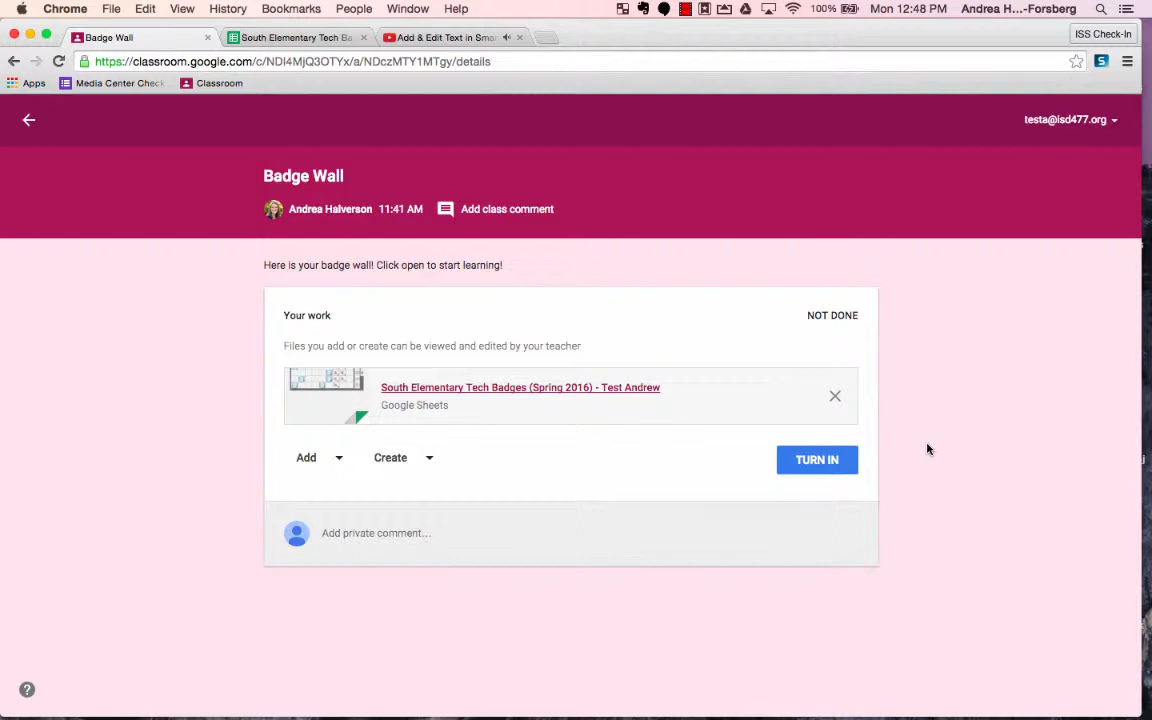 Chrome File Edit View History Bookmarks People Window Help 100% Mon 12:48 PM Andrea H...-Forsberg
Badge Wall South Elementary Tech Ba Add & Edit Text in Smar ISS Check-In
https://classroom.google.com/c/NDI4MjQ3OTYx/a/NDczMTY1MTgy/details
Apps Media Center Check Classroom
testa@isd477.org
Badge Wall
Andrea Halverson 11:41 AM Add class comment
Here is your badge wall! Click open to start learning!
Your work NOT DONE
Files you add or create can be viewed and edited by your teacher
South Elementary Tech Badges (Spring 2016) - Test Andrew
Google Sheets
Add Create TURN IN
Add private comment...